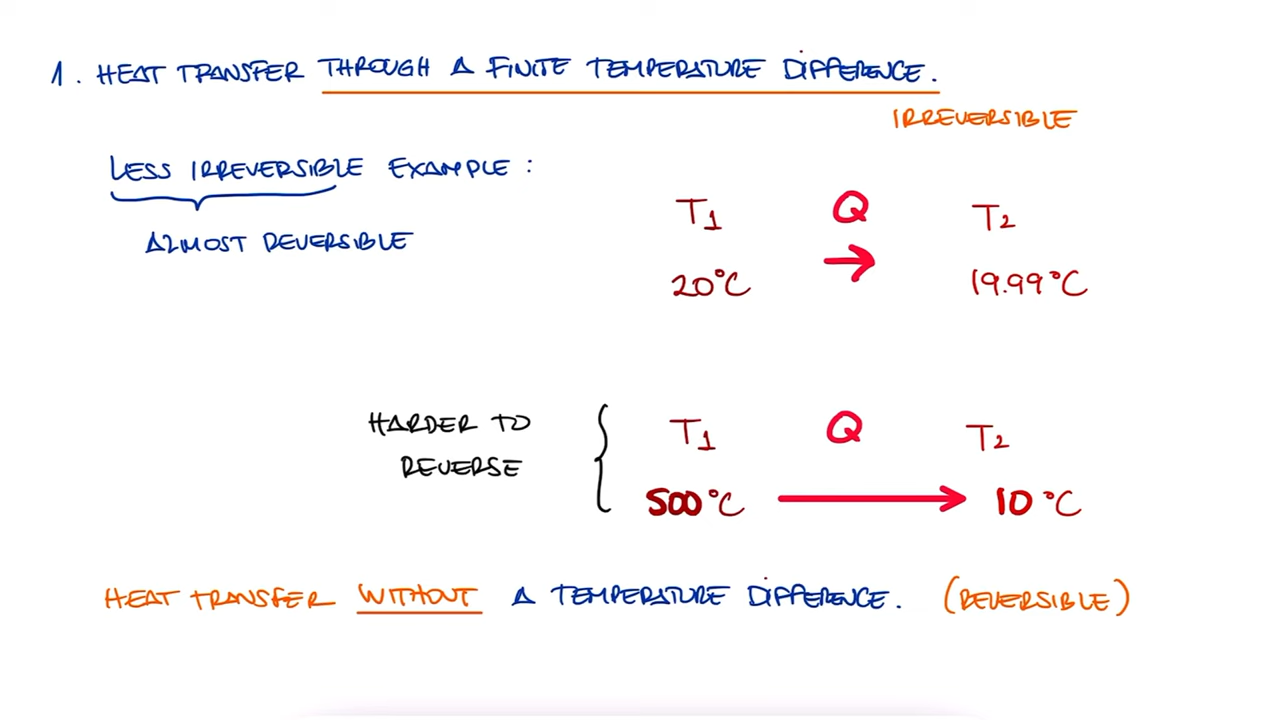 1. HEAT TRANSFER THROUGH A FINITE TEMPERATURE DIFFERENCE.
IRREVERSIBLE
LESS IRREVERSIBLE EXAMPLE:
ALMOST REVERSIBLE
T1 Q T2
20°C → 19.99°C
HARDER TO
REVERSE
T1 Q T2
500°C → 10°C
HEAT TRANSFER WITHOUT A TEMPERATURE DIFFERENCE. (REVERSIBLE)